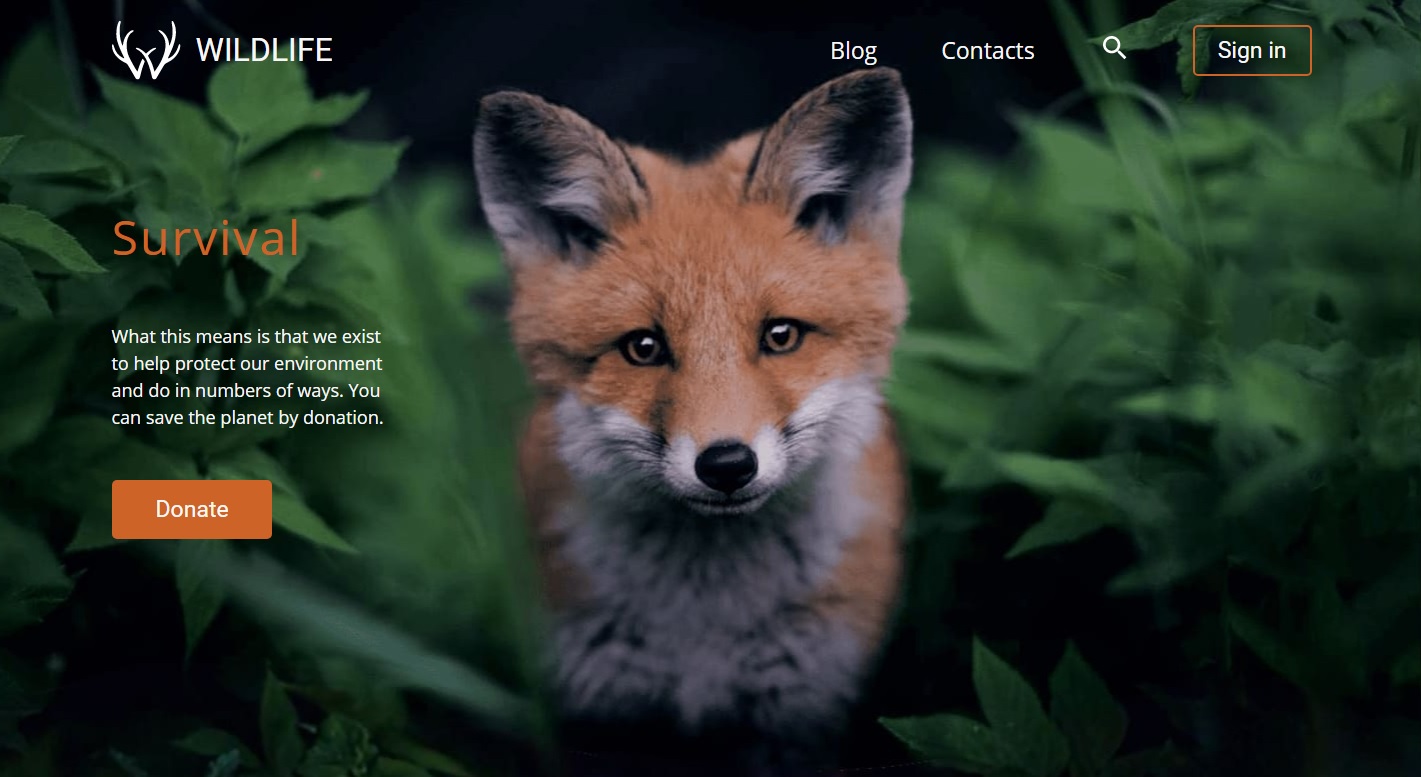 WILDLIFE
Blog
Contacts
Sign in
Survival
What this means is that we exist
to help protect our environment
and do in numbers of ways. You
can save the planet by donation.
Donate